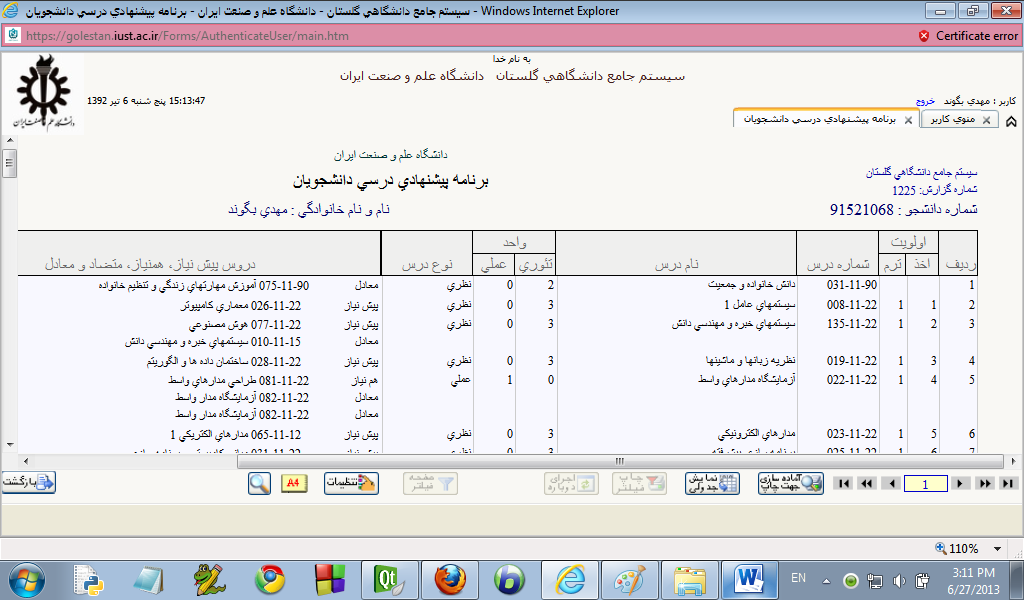 برنامه پيشنهادي درسي دانشجويان - سيستم جامع دانشگاهي گلستان - دانشگاه علم و صنعت ايران - Windows Internet Explorer
https://golestan.iust.ac.ir/Forms/AuthenticateUser/main.htm
Certificate error
به نام خدا
سيستم جامع دانشگاهي گلستان دانشگاه علم و صنعت ايران
کاربر : مهدي بگوند خروج
15:13:47 پنج شنبه 6 تير 1392
منوي کاربر
برنامه پيشنهادي درسي دانشجويان
دانشگاه علم و صنعت ايران
سيستم جامع دانشگاهي گلستان
برنامه پيشنهادي درسي دانشجويان
شماره گزارش: 1225
شماره دانشجو : 91521068
نام و نام خانوادگي : مهدي بگوند
رديف اولويت شماره درس نام درس واحد نوع درس دروس پيش نياز، همنياز، متضاد و معادل
اخذ ترم تئوري عملي
1 031-11-90 دانش خانواده و جمعيت 2 0 نظري معادل 075-11-90 آموزش مهارتهاي زندگي و تنظيم خانواده
2 1 1 008-11-22 سيستمهاي عامل 1 3 0 نظري پيش نياز 026-11-22 معماري کامپيوتر
3 2 1 135-11-22 سيستمهاي خبره و مهندسي دانش 3 0 نظري پيش نياز 077-11-22 هوش مصنوعي
معادل 010-11-15 سيستمهاي خبره و مهندسي دانش
4 3 1 019-11-22 نظريه زبانها و ماشينها 3 0 نظري پيش نياز 028-11-22 ساختمان داده ها و الگوريتم
5 4 1 022-11-22 آزمايشگاه مدارهاي واسط 0 1 عملي هم نياز 081-11-22 طراحي مدارهاي واسط
معادل 082-11-22 آزمايشگاه مدار واسط
معادل 082-11-22 آزمايشگاه مدار واسط
6 5 1 023-11-22 مدارهاي الکترونيکي 3 0 نظري پيش نياز 065-11-12 مدارهاي الکتريکي 1
بازگشت
A4
تنظيمات
صفحه فيلتر
اجراي دوباره
چاپ فيلتر
نمايش جدولي
آماده سازي جهت چاپ
1
110%
EN
3:11 PM
6/27/2013